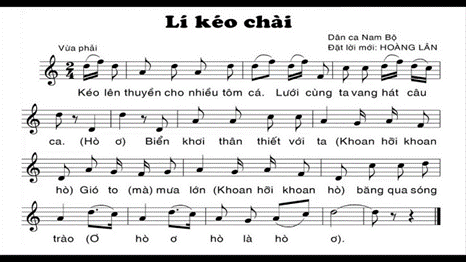 Lí kéo chài
Dân ca Nam Bộ
Vừa phải
Đặt lời mới: HOÀNG LÂN
Kéo lên thuyền cho nhiều tôm cá. Lưới cùng ta vang hát câu
ca. (Hò ơ) Biển khơi thân thiết với ta (Khoan hỡi khoan
hò) Gió to (mà) mưa lớn (Khoan hỡi khoan hò) băng qua sóng
trào (Ơ hò ơ hò là hò ơ).